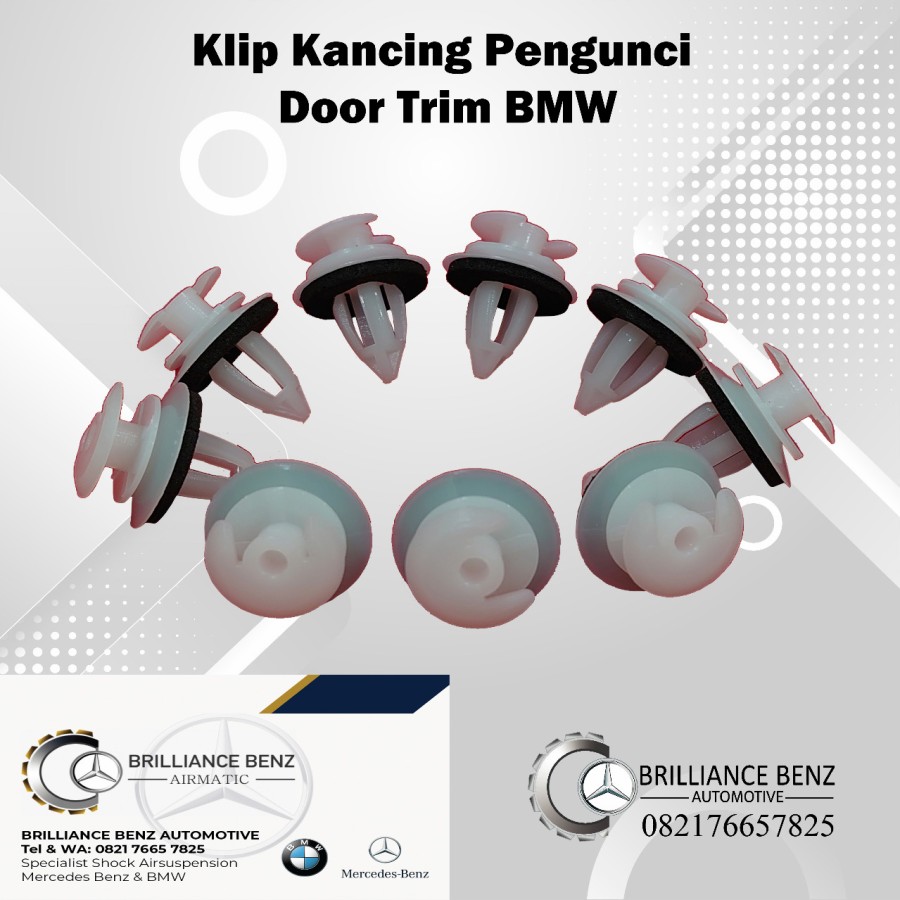 Klip Kancing Pengunci
Door Trim BMW
BRILLIANCE BENZ
AIRMATIC
BRILLIANCE BENZ AUTOMOTIVE
Tel & WA: 0821 7665 7825
Specialist Shock Airsuspension
Mercedes Benz & BMW
BMW
Mercedes-Benz
BRILLIANCE BENZ
AUTOMOTIVE
082176657825